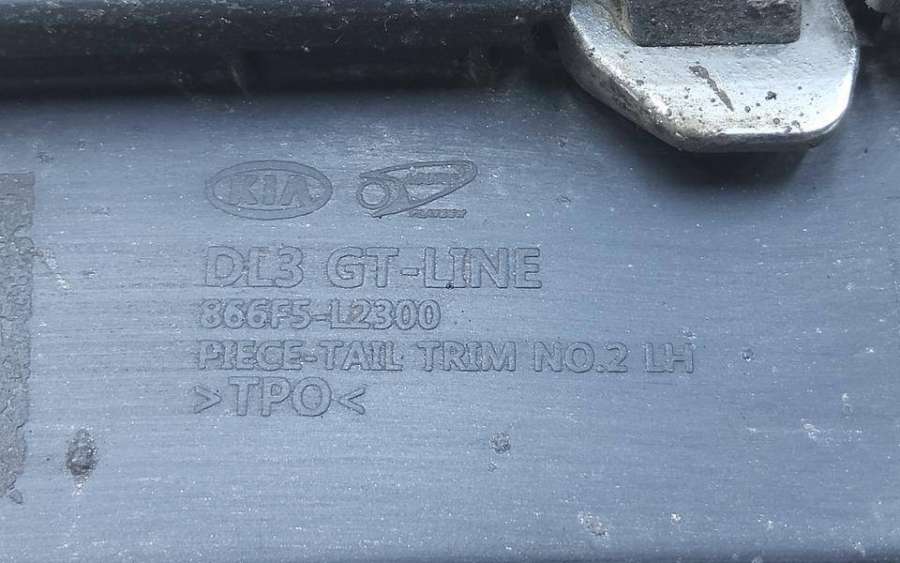 KIA
DL3 GT-LINE
866F5-L2300
PIECE-TAIL TRIM NO.2 LH
>TPO<